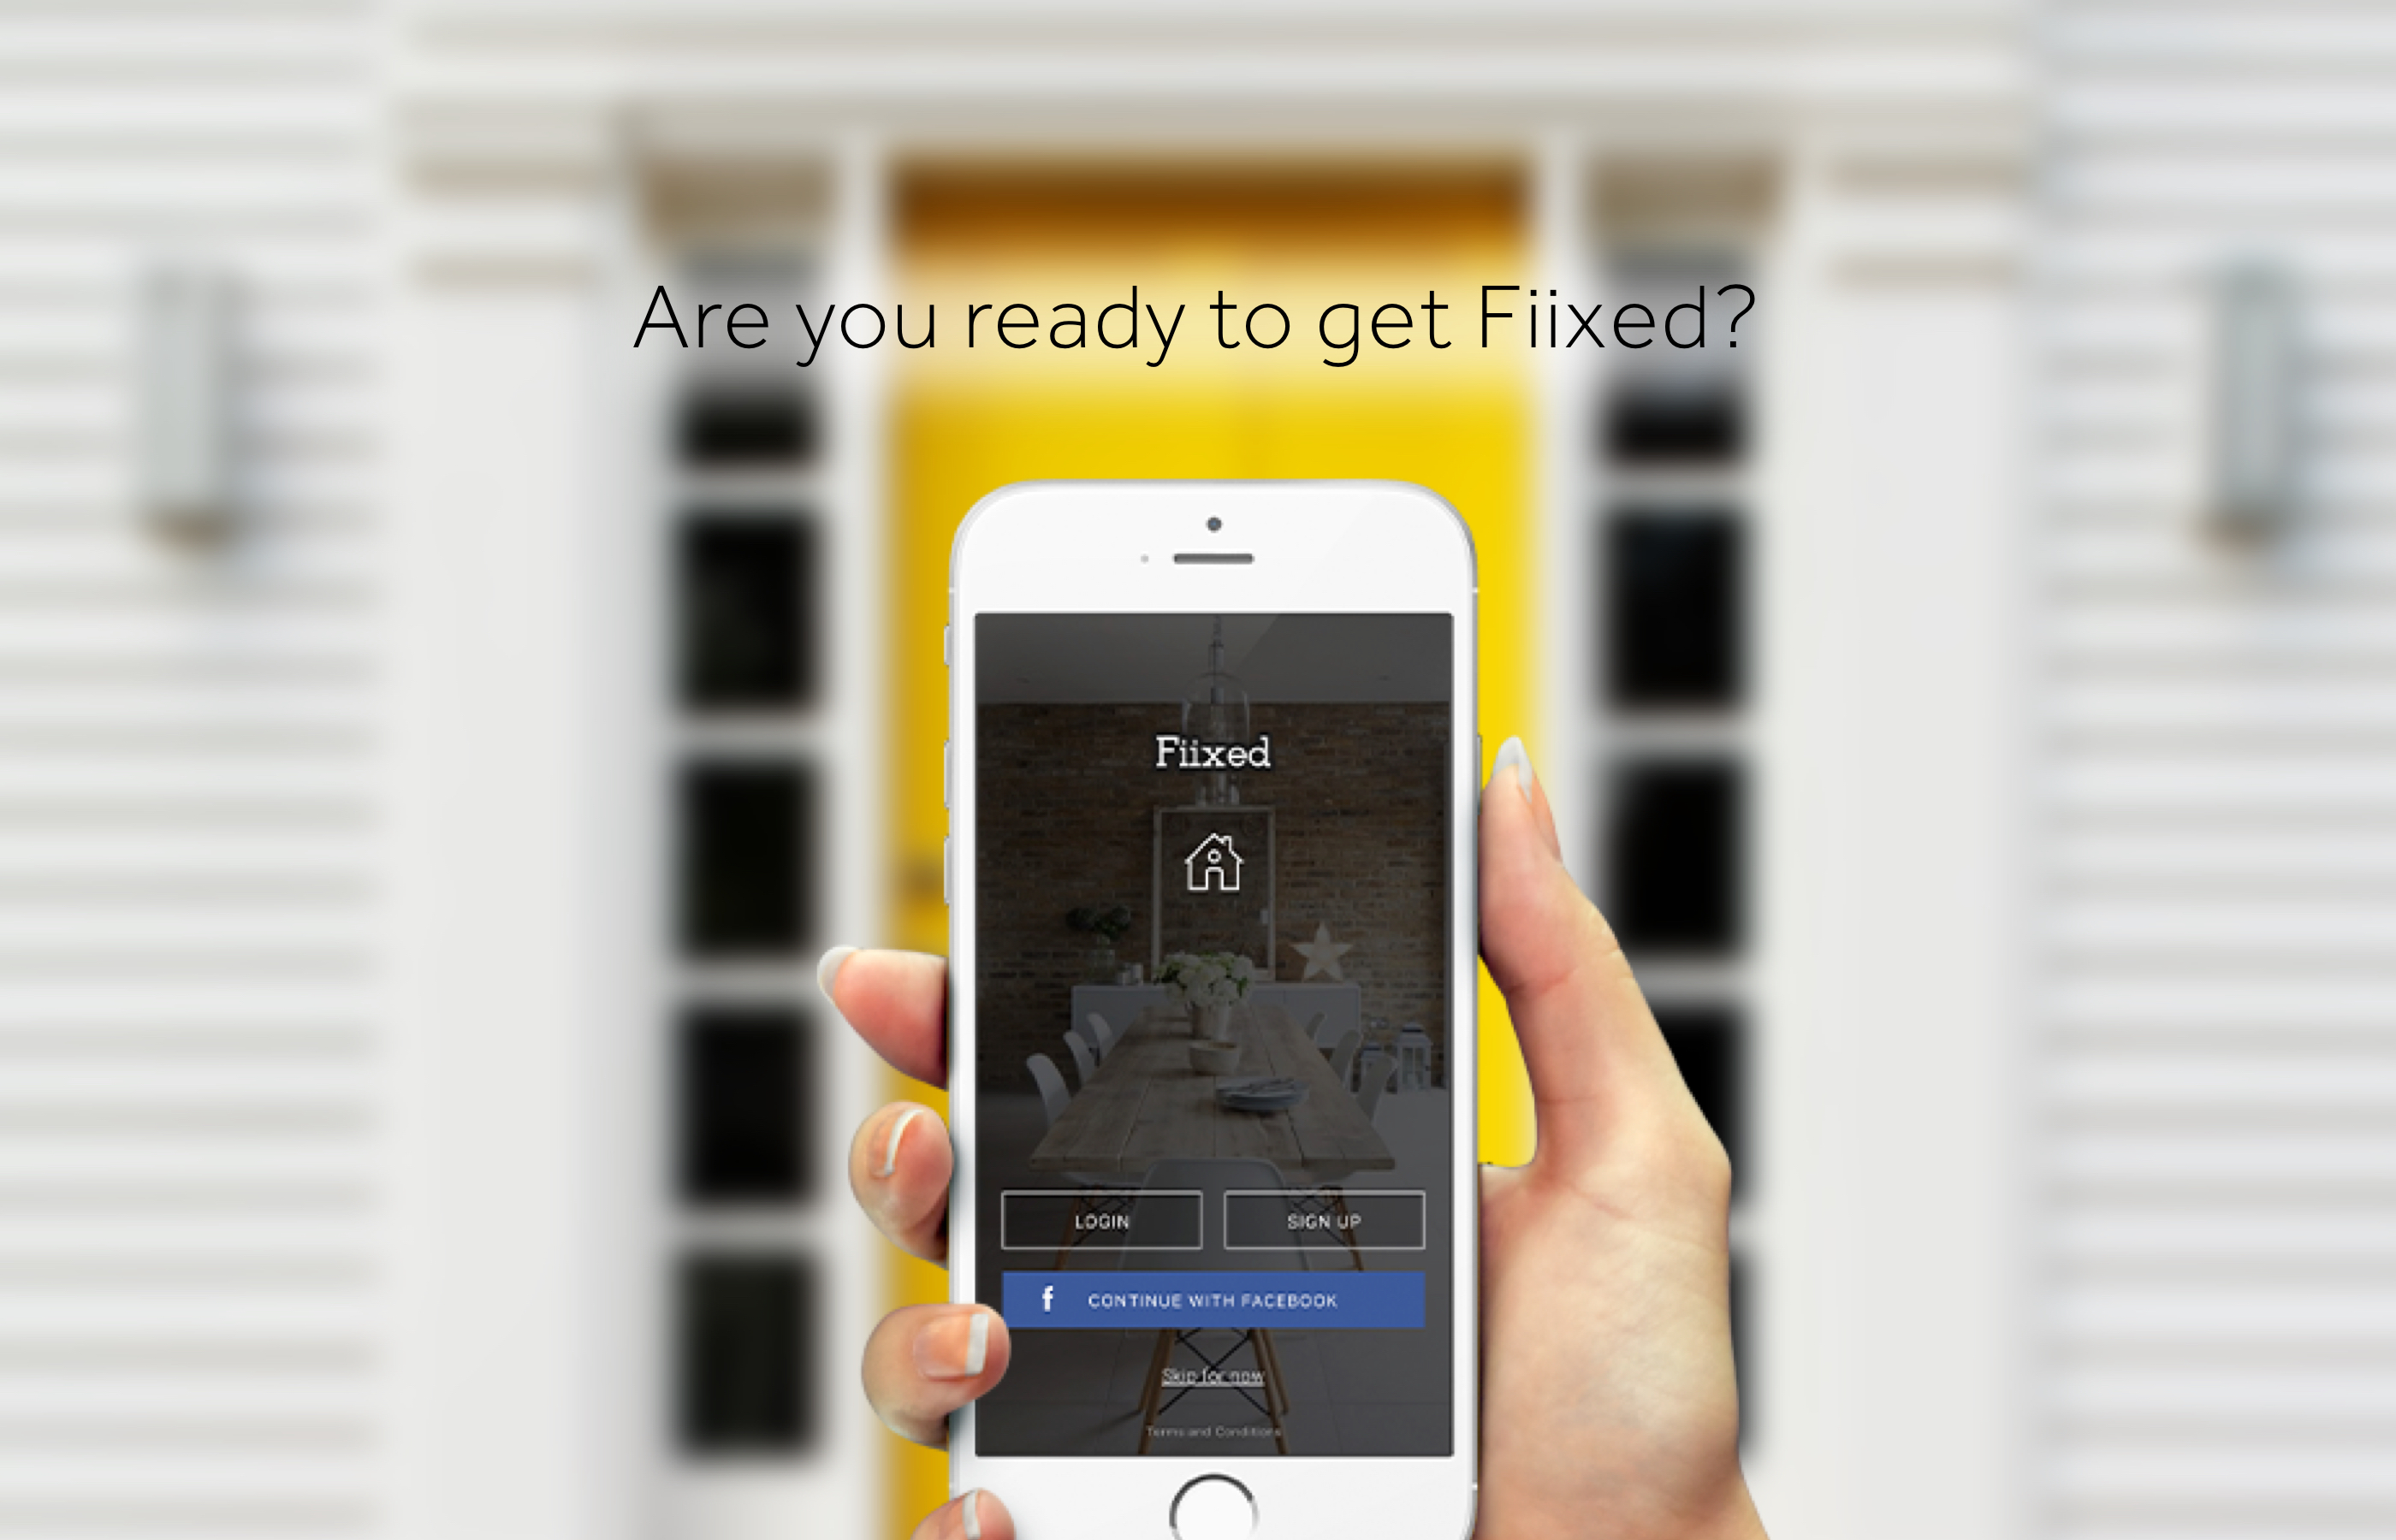 Are you ready to get Fiixed?
Fiixed
LOGIN
SIGN UP
f CONTINUE WITH FACEBOOK
Skip for now
Terms and Conditions